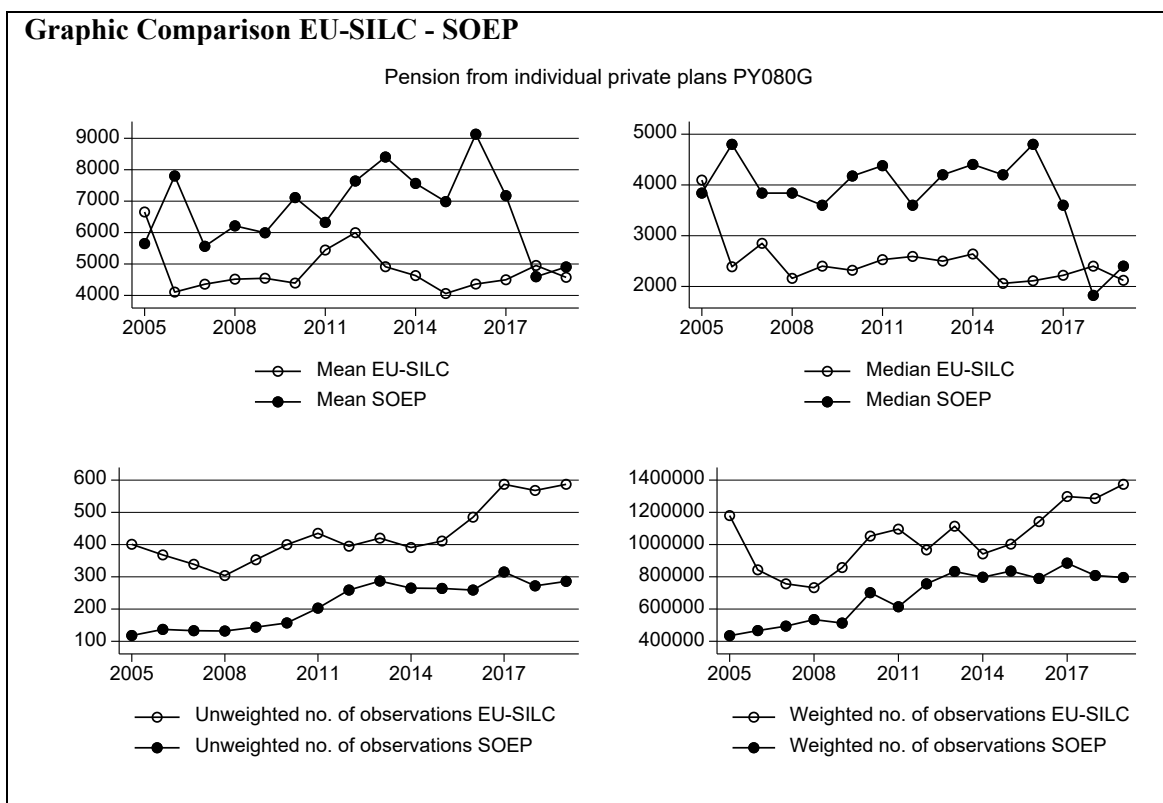 Graphic Comparison EU-SILC - SOEP
Pension from individual private plans PY080G
9000
8000
7000
6000
5000
4000
2005 2008 2011 2014 2017
Mean EU-SILC
Mean SOEP
5000
4000
3000
2000
2005 2008 2011 2014 2017
Median EU-SILC
Median SOEP
600
500
400
300
200
100
2005 2008 2011 2014 2017
Unweighted no. of observations EU-SILC
Unweighted no. of observations SOEP
1400000
1200000
1000000
800000
600000
400000
2005 2008 2011 2014 2017
Weighted no. of observations EU-SILC
Weighted no. of observations SOEP